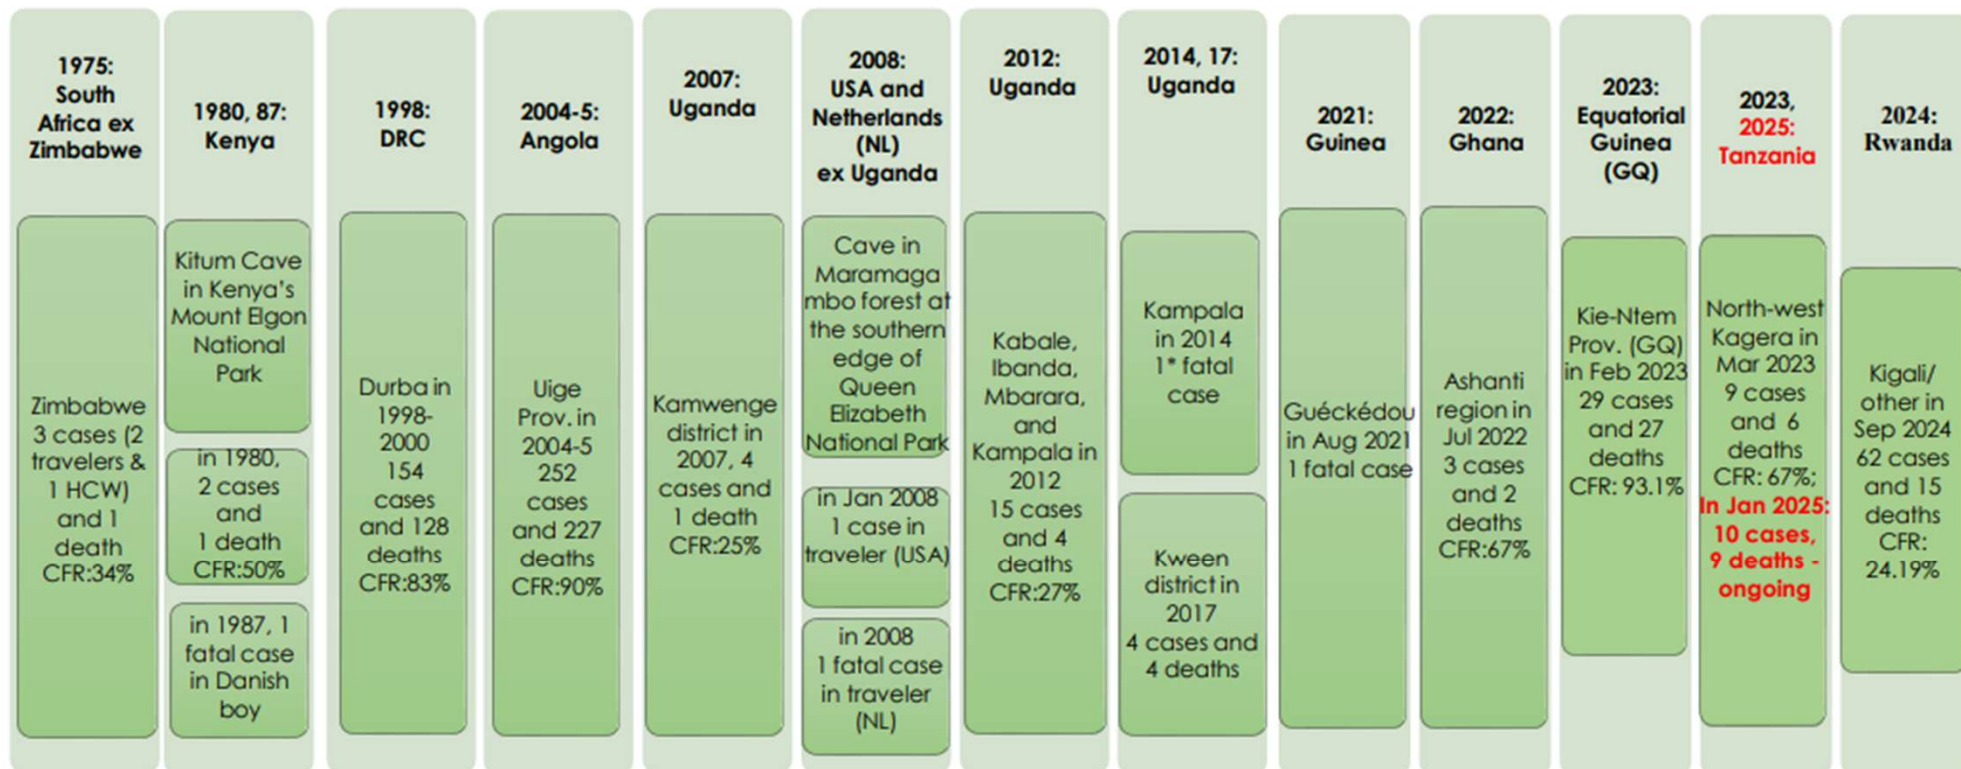 1975:
South
Africa ex
Zimbabwe
Zimbabwe
3 cases (2
travelers &
1 HCW)
and 1
death
CFR:34%
1980, 87:
Kenya
Kitum Cave
in Kenya's
Mount Elgon
National
Park
in 1980,
2 cases
and
1 death
CFR:50%
in 1987, 1
fatal case
in Danish
boy
1998:
DRC
Durba in
1998-
2000
154
cases
and 128
deaths
CFR:83%
2004-5:
Angola
Uige
Prov. in
2004-5
252
cases
and 227
deaths
CFR:90%
2007:
Uganda
Kamwenge
district in
2007, 4
cases and
1 death
CFR:25%
2008:
USA and
Netherlands
(NL)
ex Uganda
Cave in
Maramaga
mbo forest at
the southern
edge of
Queen
Elizabeth
National Park
in Jan 2008
1 case in
traveler (USA)
in 2008
1 fatal case
in traveler
(NL)
2012:
Uganda
Kabale,
Ibanda,
Mbarara,
and
Kampala in
2012
15 cases
and 4
deaths
CFR:27%
2014, 17:
Uganda
Kampala
in 2014
1* fatal
case
Kween
district in
2017
4 cases and
4 deaths
2021:
Guinea
Guéckédou
in Aug 2021
1 fatal case
2022:
Ghana
Ashanti
region in
Jul 2022
3 cases
and 2
deaths
CFR:67%
2023:
Equatorial
Guinea
(GQ)
Kie-Ntem
Prov. (GQ)
in Feb 2023
29 cases
and 27
deaths
CFR: 93.1%
2023,
2025:
Tanzania
North-west
Kagera in
Mar 2023
9 cases
and 6
deaths
CFR: 67%;
In Jan 2025:
10 cases,
9 deaths -
ongoing
2024:
Rwanda
Kigali/
other in
Sep 2024
62 cases
and 15
deaths
CFR:
24.19%